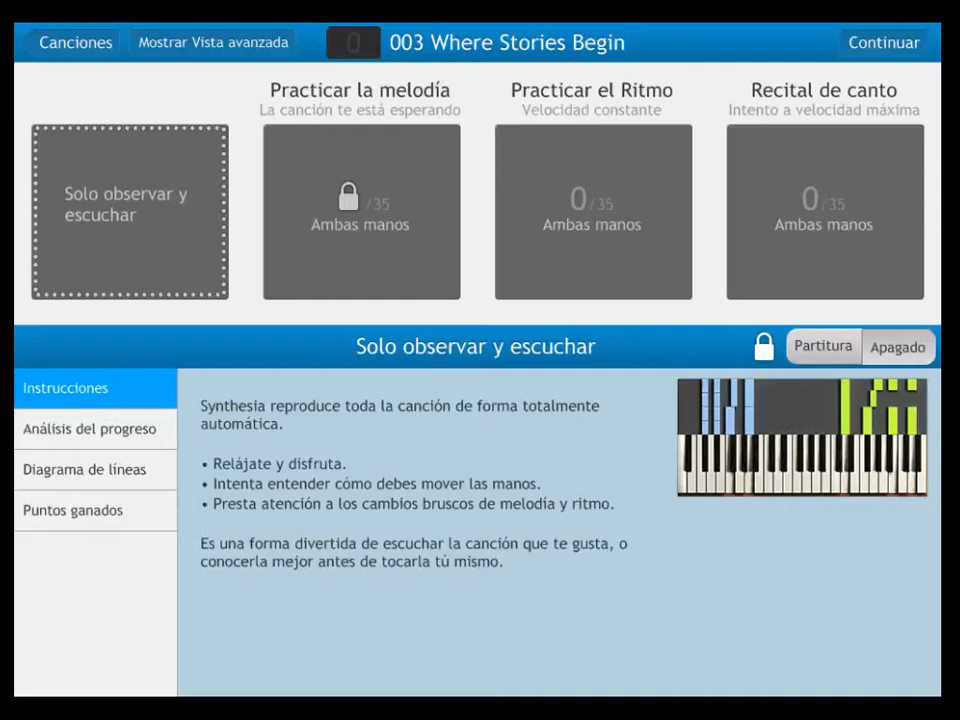 Canciones
Mostrar Vista avanzada
0
003 Where Stories Begin
Continuar
Practicar la melodía
La canción te está esperando
Practicar el Ritmo
Velocidad constante
Recital de canto
Intento a velocidad máxima
Solo observar y
escuchar
/35
Ambas manos
0/35
Ambas manos
0/35
Ambas manos
Solo observar y escuchar
Partitura
Apagado
Instrucciones
Análisis del progreso
Diagrama de líneas
Puntos ganados
Synthesia reproduce toda la canción de forma totalmente
automática.
• Relájate y disfruta.
• Intenta entender cómo debes mover las manos.
• Presta atención a los cambios bruscos de melodía y ritmo.
Es una forma divertida de escuchar la canción que te gusta, o
conocerla mejor antes de tocarla tú mismo.